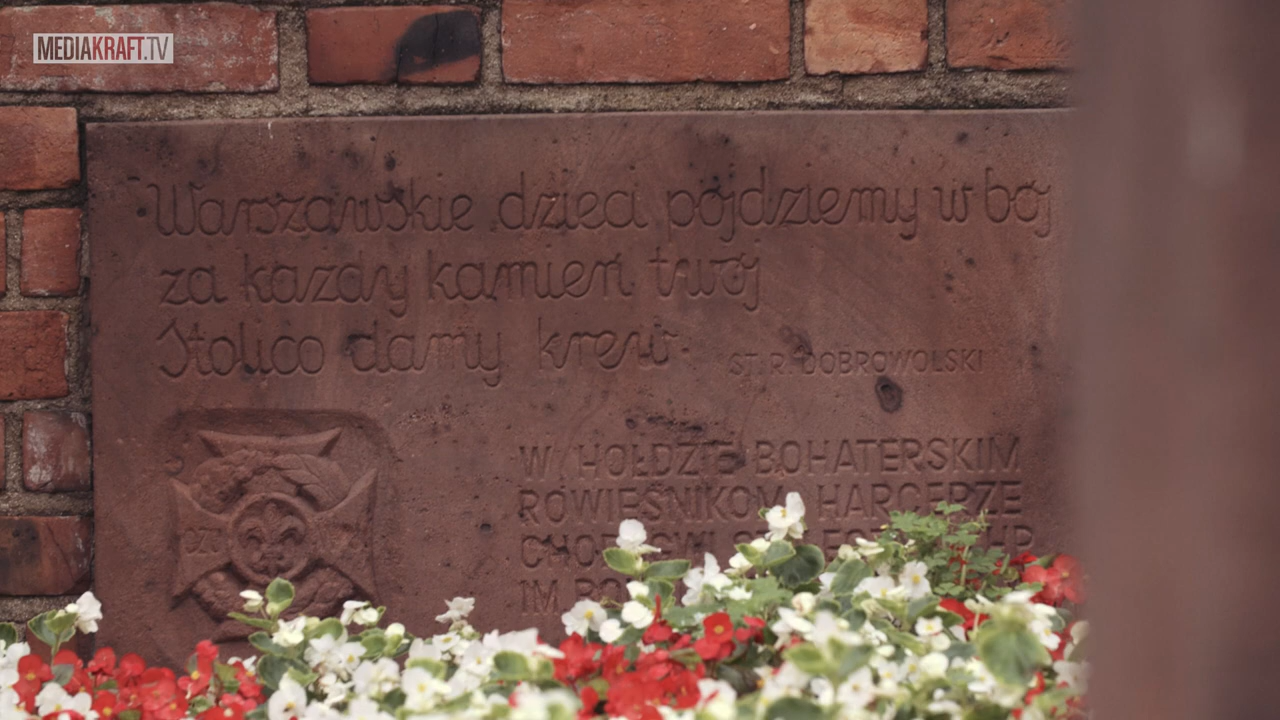 MEDIAKRAFT.TV
Warszawskie dzieci pójdziemy w bój
za każdy kamień twój
Stolico damy krew
ST. R. DOBROWOLSKI
W HOŁDZIE BOHATERSKIM
RÓWIEŚNIKOM HARCERZE
IM